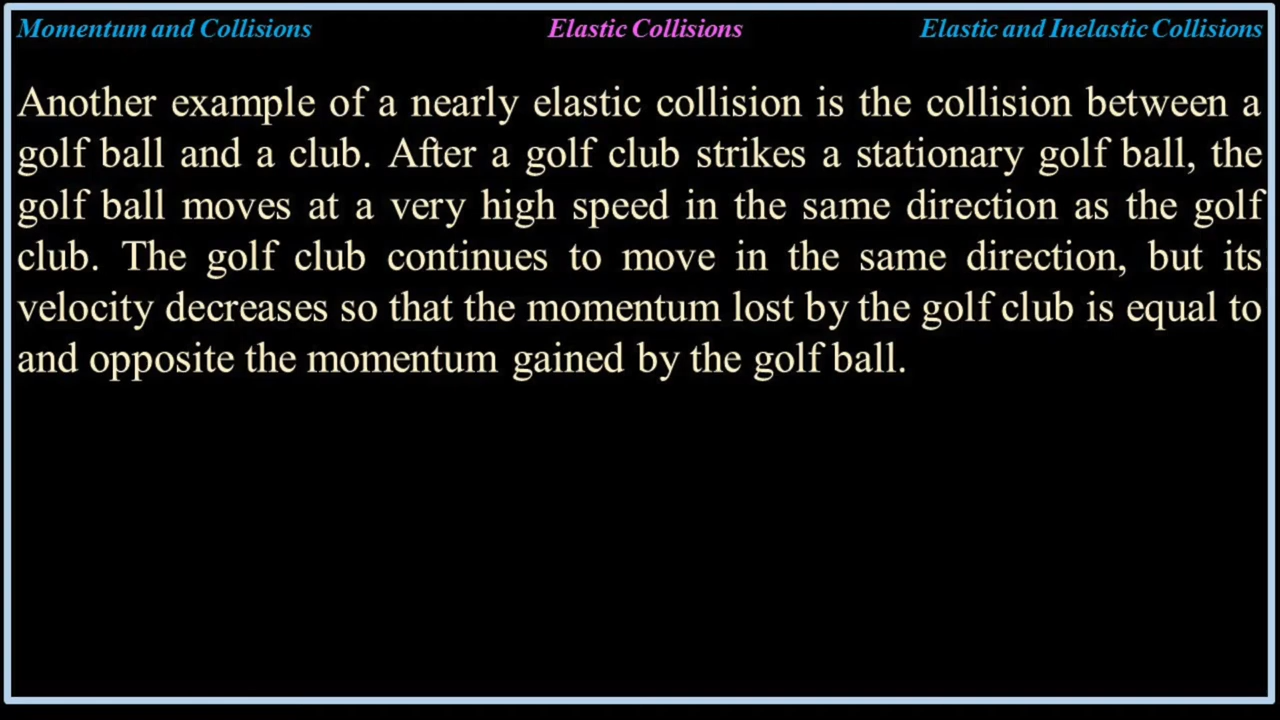 Momentum and Collisions
Elastic Collisions
Elastic and Inelastic Collisions
Another example of a nearly elastic collision is the collision between a
golf ball and a club. After a golf club strikes a stationary golf ball, the
golf ball moves at a very high speed in the same direction as the golf
club. The golf club continues to move in the same direction, but its
velocity decreases so that the momentum lost by the golf club is equal to
and opposite the momentum gained by the golf ball.